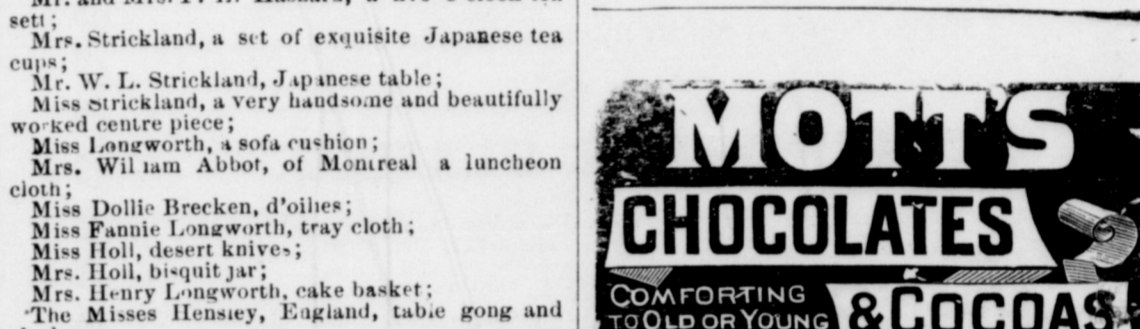 sett;
Mrs. Strickland, a set of exquisite Japanese tea
cups;
Mr. W. L. Strickland, Japanese table;
Miss Strickland, a very handsome and beautifully
worked centre piece;
Miss Longworth, a sofa cushion;
Mrs. William Abbot, of Montreal a luncheon
cloth;
Miss Dollie Brecken, d'oilies;
Miss Fannie Longworth, tray cloth;
Miss Holl, desert knives;
Mrs. Holl, bisquit jar;
Mrs. Henry Longworth, cake basket;
The Misses Hensley, England, table gong and
MOTT'S
CHOCOLATES
COMFORTING
TO OLD OR YOUNG
& COCOAS